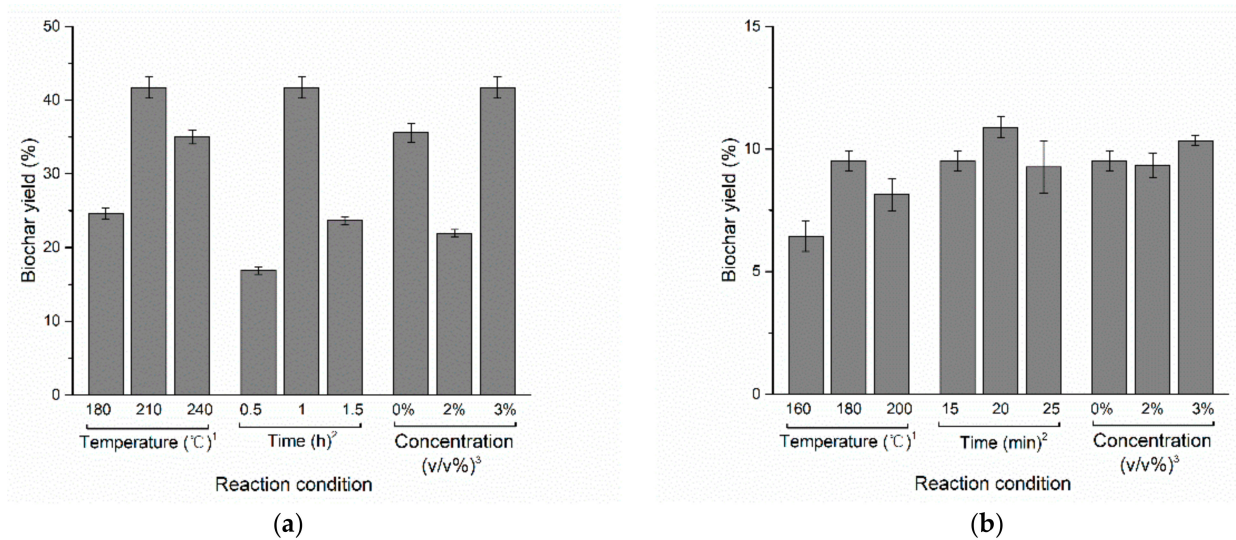 50
40
30
20
10
0
Biochar yield (%)
180 210 240 0.5 1 1.5 0% 2% 3%
Temperature (℃)1 Time (h)2 Concentration
(v/v%)3
Reaction condition
(a)
15
10
5
0
Biochar yield (%)
160 180 200 15 20 25 0% 2% 3%
Temperature (℃)1 Time (min)2 Concentration
(v/v%)3
Reaction condition
(b)